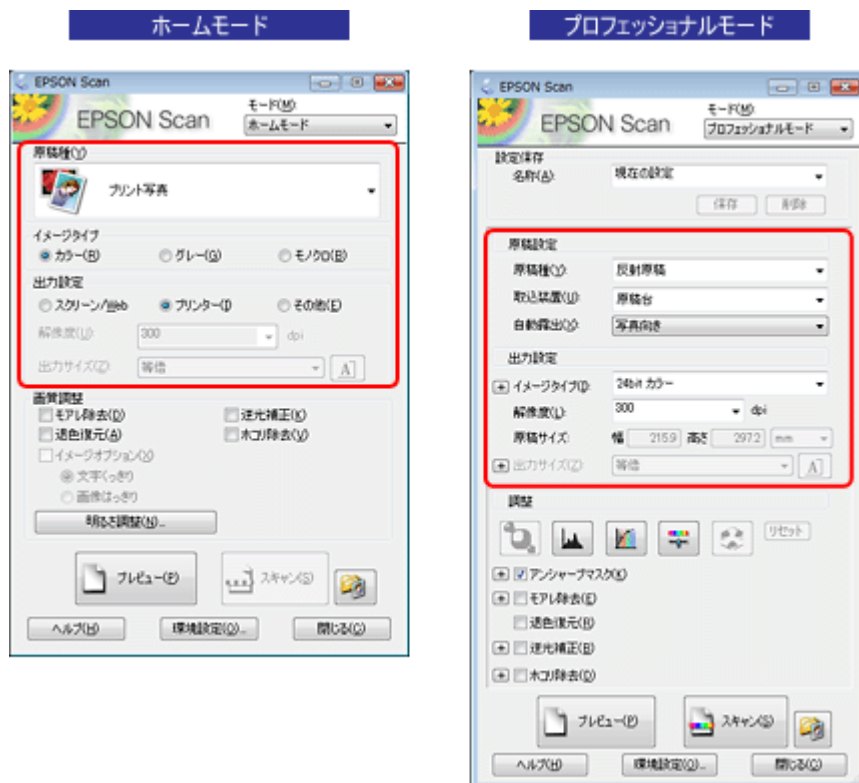 ホームモード
EPSON Scan
EPSON Scan
モード(M):
ホームモード
原稿種(Y)
プリント写真
イメージタイプ
カラー(R) グレー(G) モノクロ(B)
出力設定
スクリーン/Web プリンター(I) その他(E)
解像度(L): 300 dpi
出力サイズ(Z): 等倍
画質調整
モアレ除去(D) 逆光補正(K)
退色復元(A) ホコリ除去(V)
イメージオプション(X)
文字くっきり
画像はっきり
明るさ調整(N)...
プレビュー(P) スキャン(S)
ヘルプ(H) 環境設定(O)... 閉じる(C)
プロフェッショナルモード
EPSON Scan
EPSON Scan
モード(M):
プロフェッショナルモード
設定保存
名称(A): 現在の設定
保存 削除
原稿設定
原稿種(Y): 反射原稿
取込装置(U): 原稿台
自動露出(X): 写真向き
出力設定
イメージタイプ(T): 24bit カラー
解像度(L): 300 dpi
原稿サイズ: 幅 215.9 高さ 297.2 mm
出力サイズ(Z): 等倍
調整
リセット
アンシャープマスク(K)
モアレ除去(E)
退色復元(R)
逆光補正(B)
ホコリ除去(D)
プレビュー(P) スキャン(S)
ヘルプ(H) 環境設定(O)... 閉じる(C)